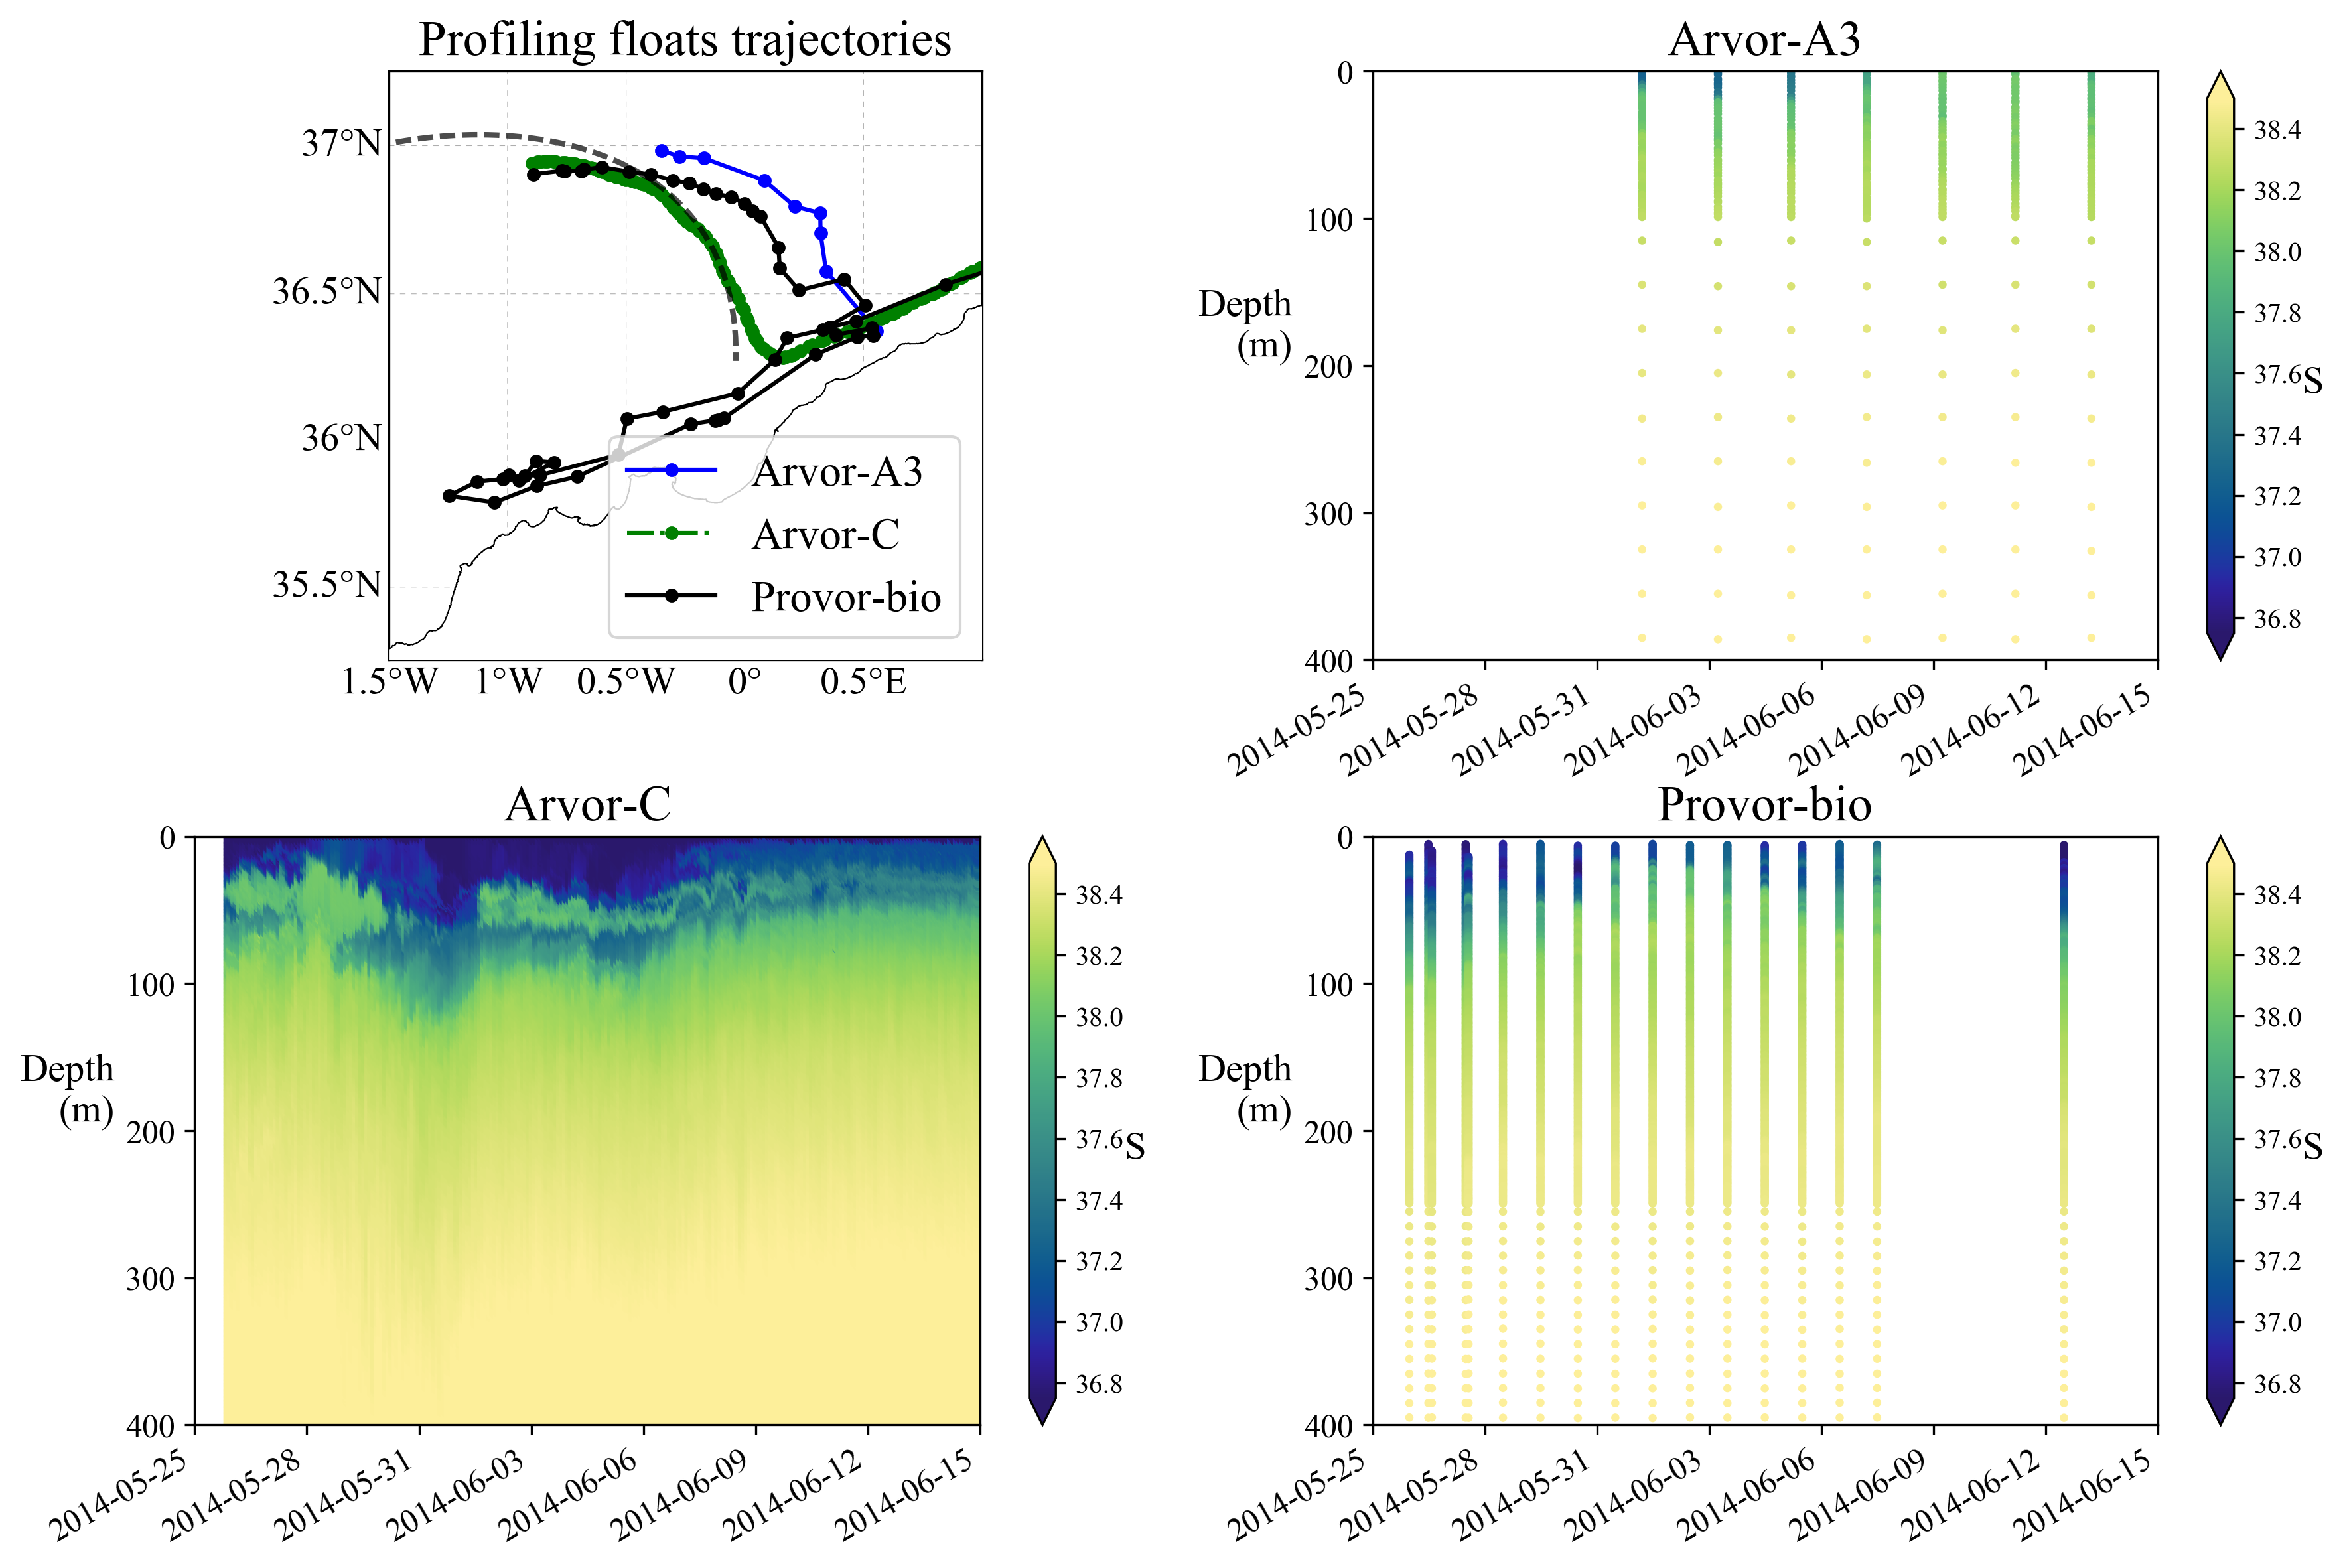 Profiling floats trajectories
37°N
36.5°N
36°N
35.5°N
1.5°W 1°W 0.5°W 0° 0.5°E
Arvor-A3
Arvor-C
Provor-bio
Arvor-A3
0
100
200
300
400
Depth
(m)
2014-05-25 2014-05-28 2014-05-31 2014-06-03 2014-06-06 2014-06-09 2014-06-12 2014-06-15
38.4
38.2
38.0
37.8
37.6
37.4
37.2
37.0
36.8
S
Arvor-C
0
100
200
300
400
Depth
(m)
2014-05-25 2014-05-28 2014-05-31 2014-06-03 2014-06-06 2014-06-09 2014-06-12 2014-06-15
38.4
38.2
38.0
37.8
37.6
37.4
37.2
37.0
36.8
S
Provor-bio
0
100
200
300
400
Depth
(m)
2014-05-25 2014-05-28 2014-05-31 2014-06-03 2014-06-06 2014-06-09 2014-06-12 2014-06-15
38.4
38.2
38.0
37.8
37.6
37.4
37.2
37.0
36.8
S